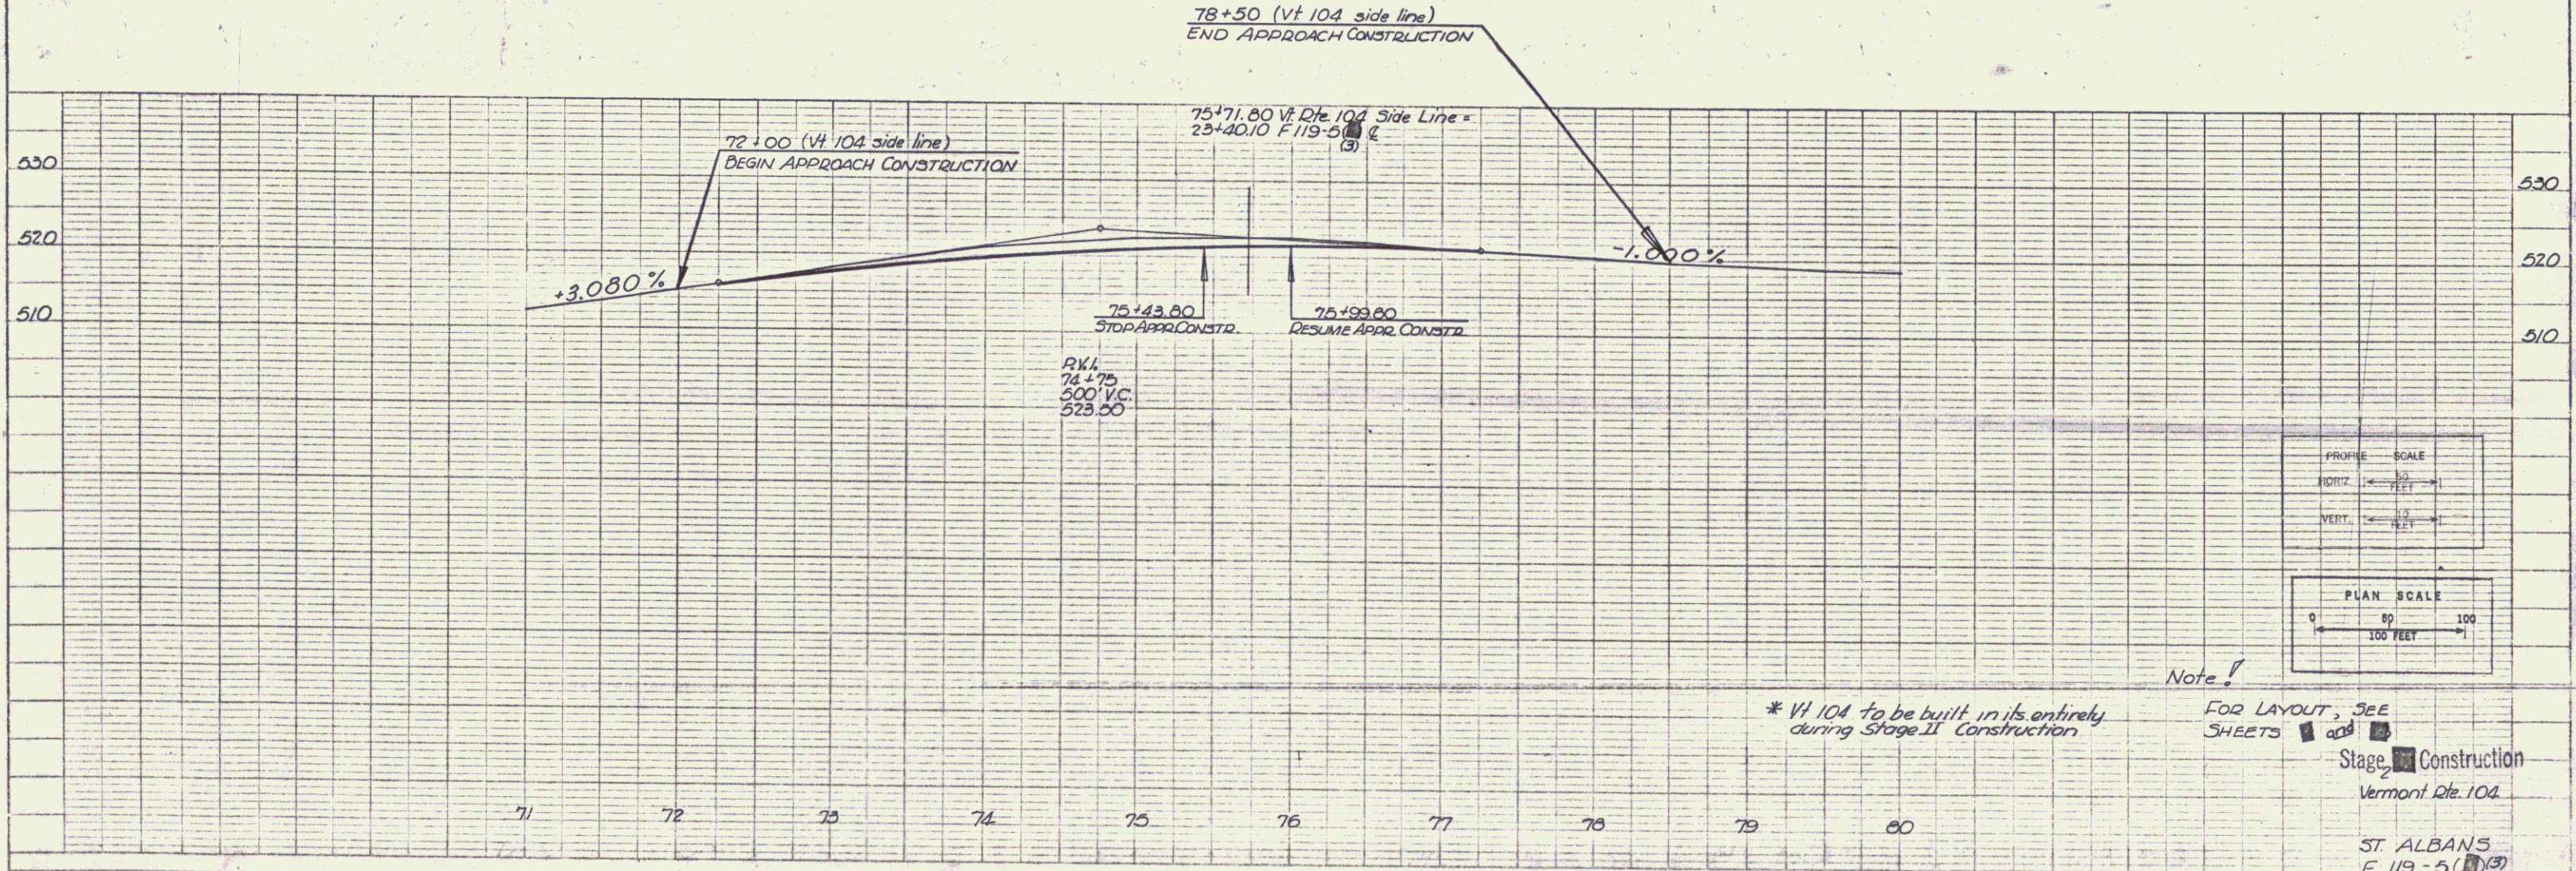 78+50 (Vt. 104 side line)
END APPROACH CONSTRUCTION
75+71.80 Vt. Rte. 104 Side Line =
23+40.10 F 119-5( ) ℄
(3)
72+00 (Vt. 104 side line)
BEGIN APPROACH CONSTRUCTION
530
530
520
520
510
510
+3.080%
-1.000%
75+43.80
STOP APPR. CONSTR.
75+99.80
RESUME APPR. CONSTR.
P.V.I.
74+75
500' V.C.
523.50
PROFILE SCALE
HORIZ. 50 FEET
VERT. 10 FEET
PLAN SCALE
0 50 100
100 FEET
Note!
FOR LAYOUT, SEE
SHEETS and
* Vt 104 to be built in its entirely
during Stage II Construction
Stage 2 Construction
Vermont Rte. 104
71 72 73 74 75 76 77 78 79 80
ST. ALBANS
F 119-5( )(3)